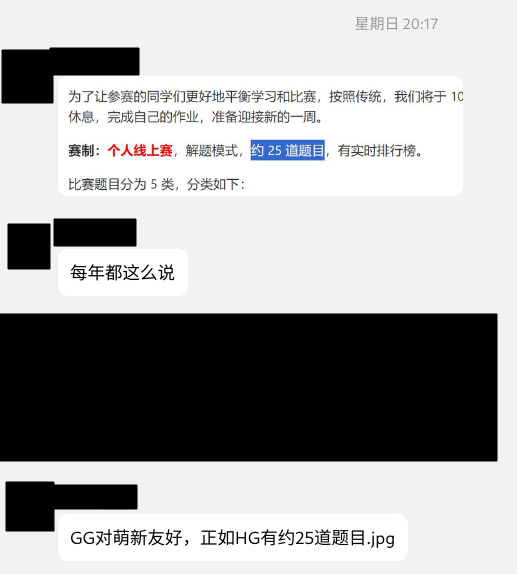 星期日 20:17
为了让参赛的同学们更好地平衡学习和比赛，按照传统，我们将于 10
休息，完成自己的作业，准备迎接新的一周。
赛制：个人线上赛，解题模式，约 25 道题目，有实时排行榜。
比赛题目分为 5 类，分类如下：
每年都这么说
GG对萌新友好，正如HG有约25道题目.jpg